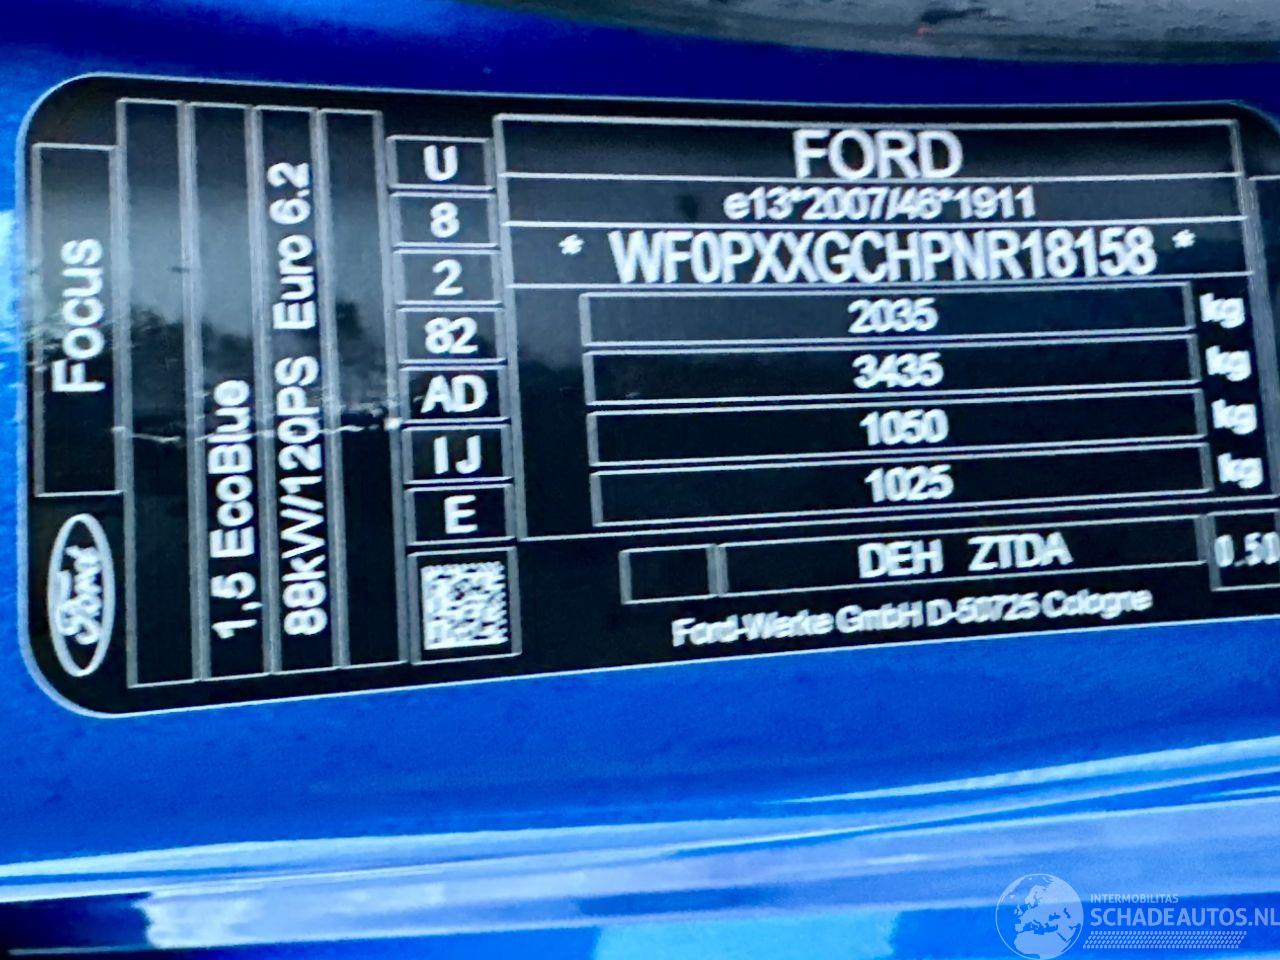 Focus
Ford
1,5 EcoBlue
88kW/120PS Euro 6.2
U
8
2
82
AD
IJ
E
FORD
e13*2007/46*1911
* WF0PXXGCHPNR18158 *
2035 kg
3435 kg
1050 kg
1025 kg
DEH ZTDA 0.50
Ford-Werke GmbH D-50725 Cologne
INTERMOBILITAS
SCHADEAUTOS.NL